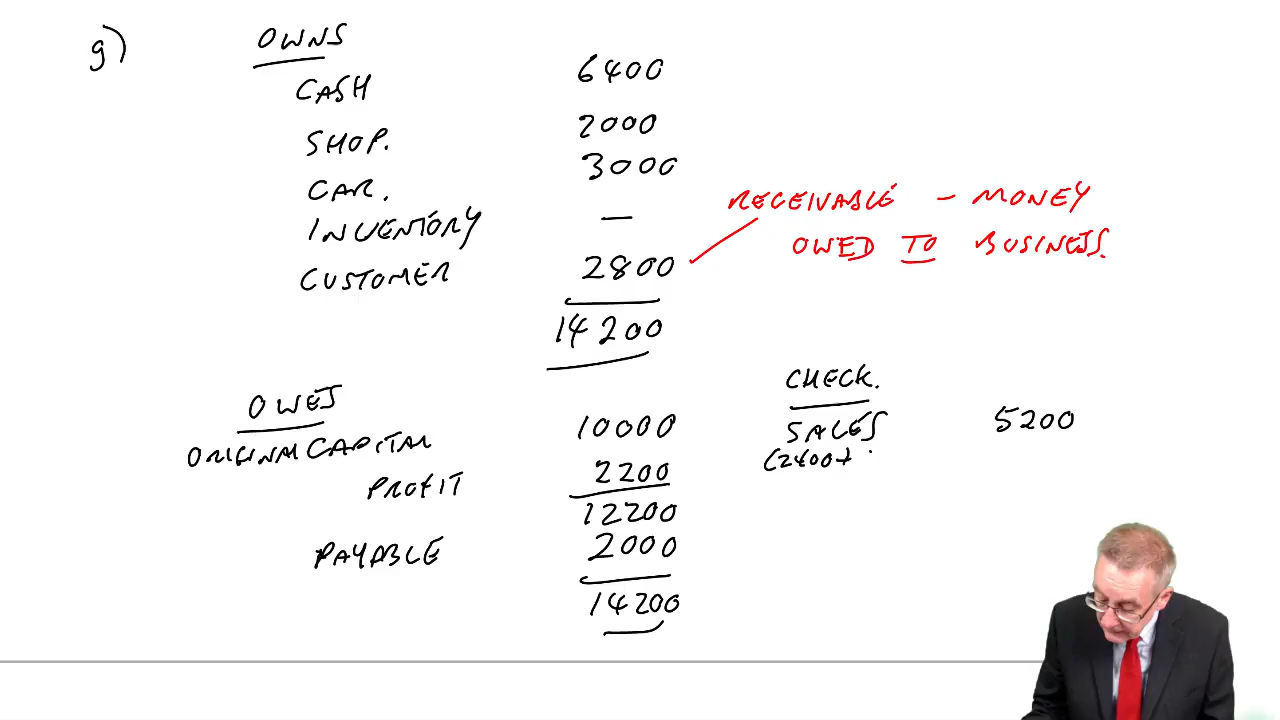 g)
OWNS
CASH 6400
SHOP. 2000
CAR. 3000
INVENTORY —
CUSTOMER 2800
14200
RECEIVABLE – MONEY
OWED TO BUSINESS.
OWES
ORIGINAL CAPITAL 10000
PROFIT 2200
12200
PAYABLE 2000
14200
CHECK.
SALES 5200
(2400+